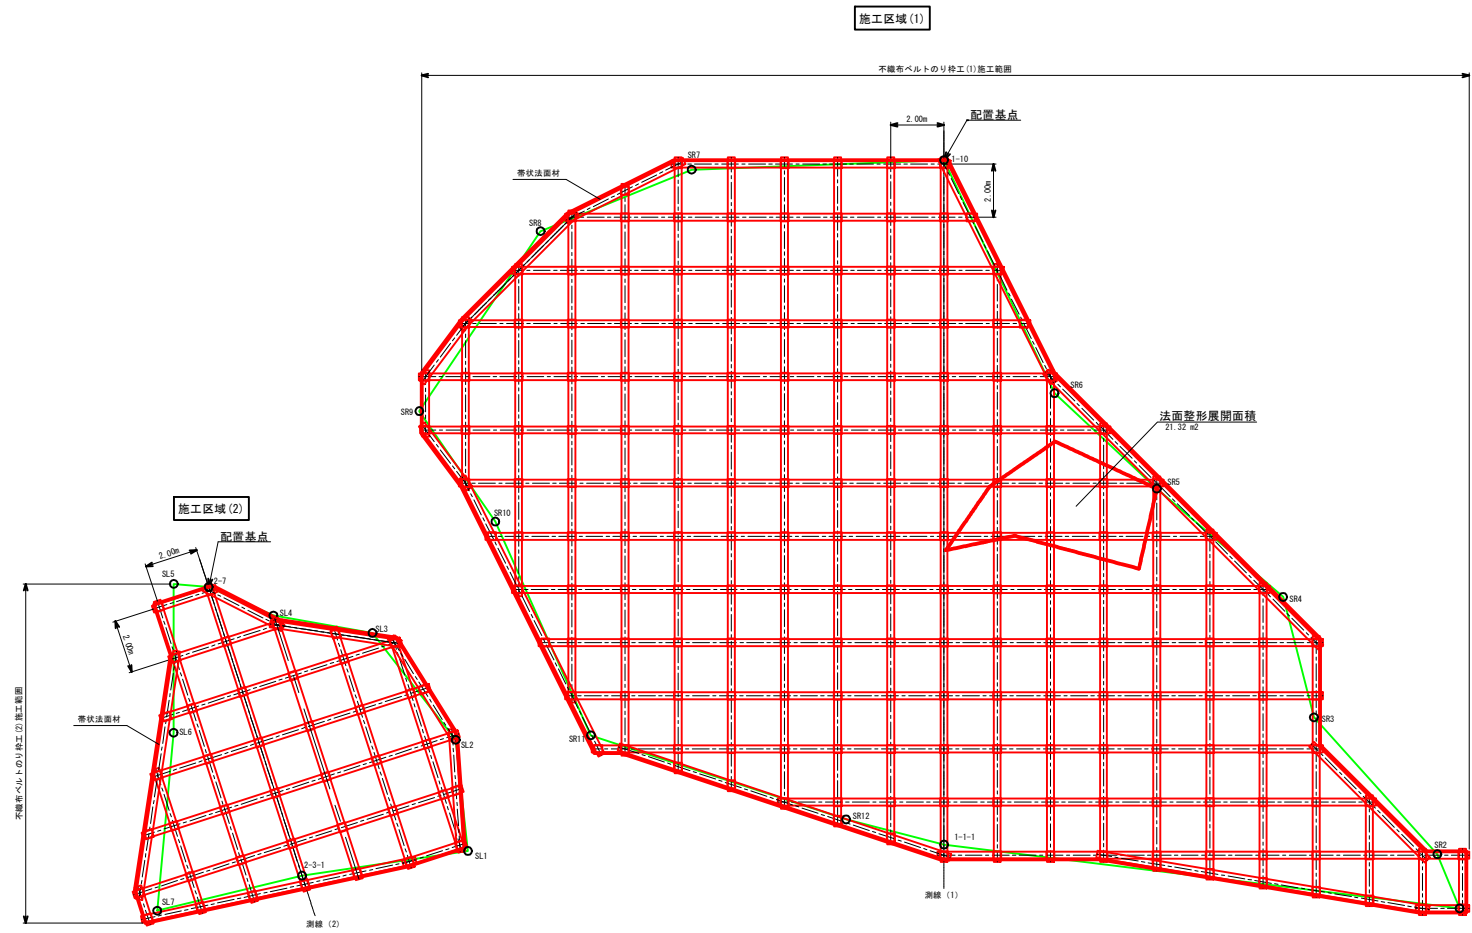 施工区域(1)
不織布ベルトのり枠工(1)施工範囲
2.00m
配置基点
1-10
SR7
2.00m
帯状法面材
SR8
SR6
SR9
法面整形展開面積
21.32 m2
SR5
SR10
施工区域(2)
配置基点
2.00m
2-7
SL5
SL4
SR4
SL3
2.00m
不織布ベルトのり枠工(2)施工範囲
帯状法面材
SL6
SL2
SR11
SR3
SR12
1-1-1
SL1
SR2
2-3-1
SL7
測線 (1)
測線 (2)